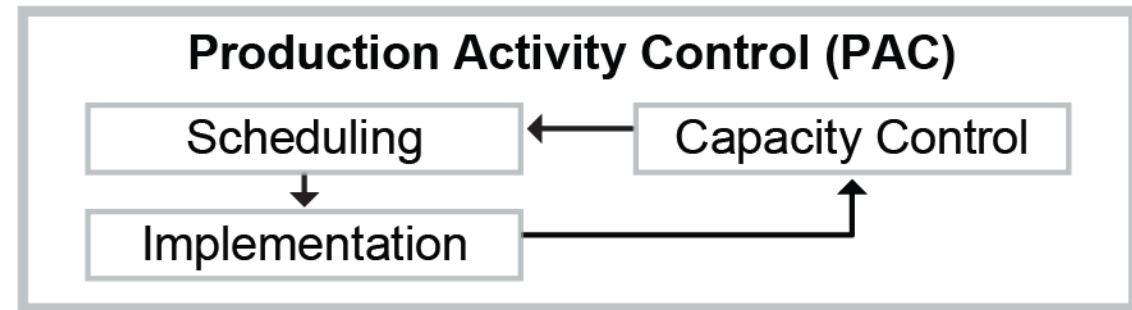 Production Activity Control (PAC)
Scheduling
Capacity Control
Implementation